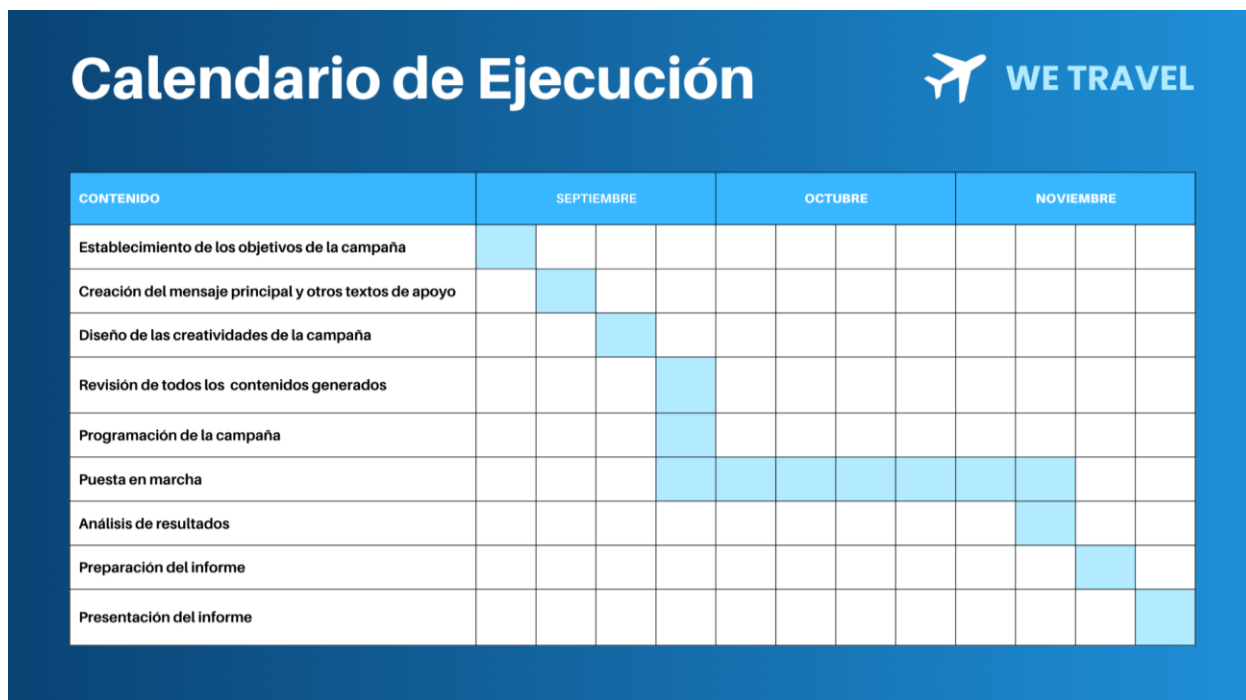 Calendario de Ejecución
WE TRAVEL
CONTENIDO
SEPTIEMBRE
OCTUBRE
NOVIEMBRE
Establecimiento de los objetivos de la campaña
Creación del mensaje principal y otros textos de apoyo
Diseño de las creatividades de la campaña
Revisión de todos los contenidos generados
Programación de la campaña
Puesta en marcha
Análisis de resultados
Preparación del informe
Presentación del informe